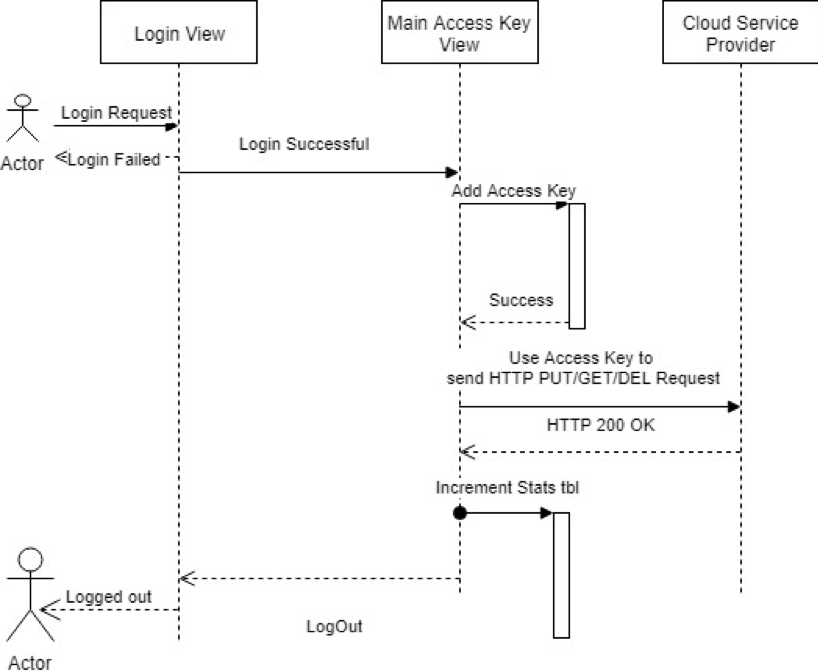 Login View
Main Access Key
View
Cloud Service
Provider
Login Request
Actor
Login Failed
Login Successful
Add Access Key
Success
Use Access Key to
send HTTP PUT/GET/DEL Request
HTTP 200 OK
Increment Stats tbl
Logged out
LogOut
Actor